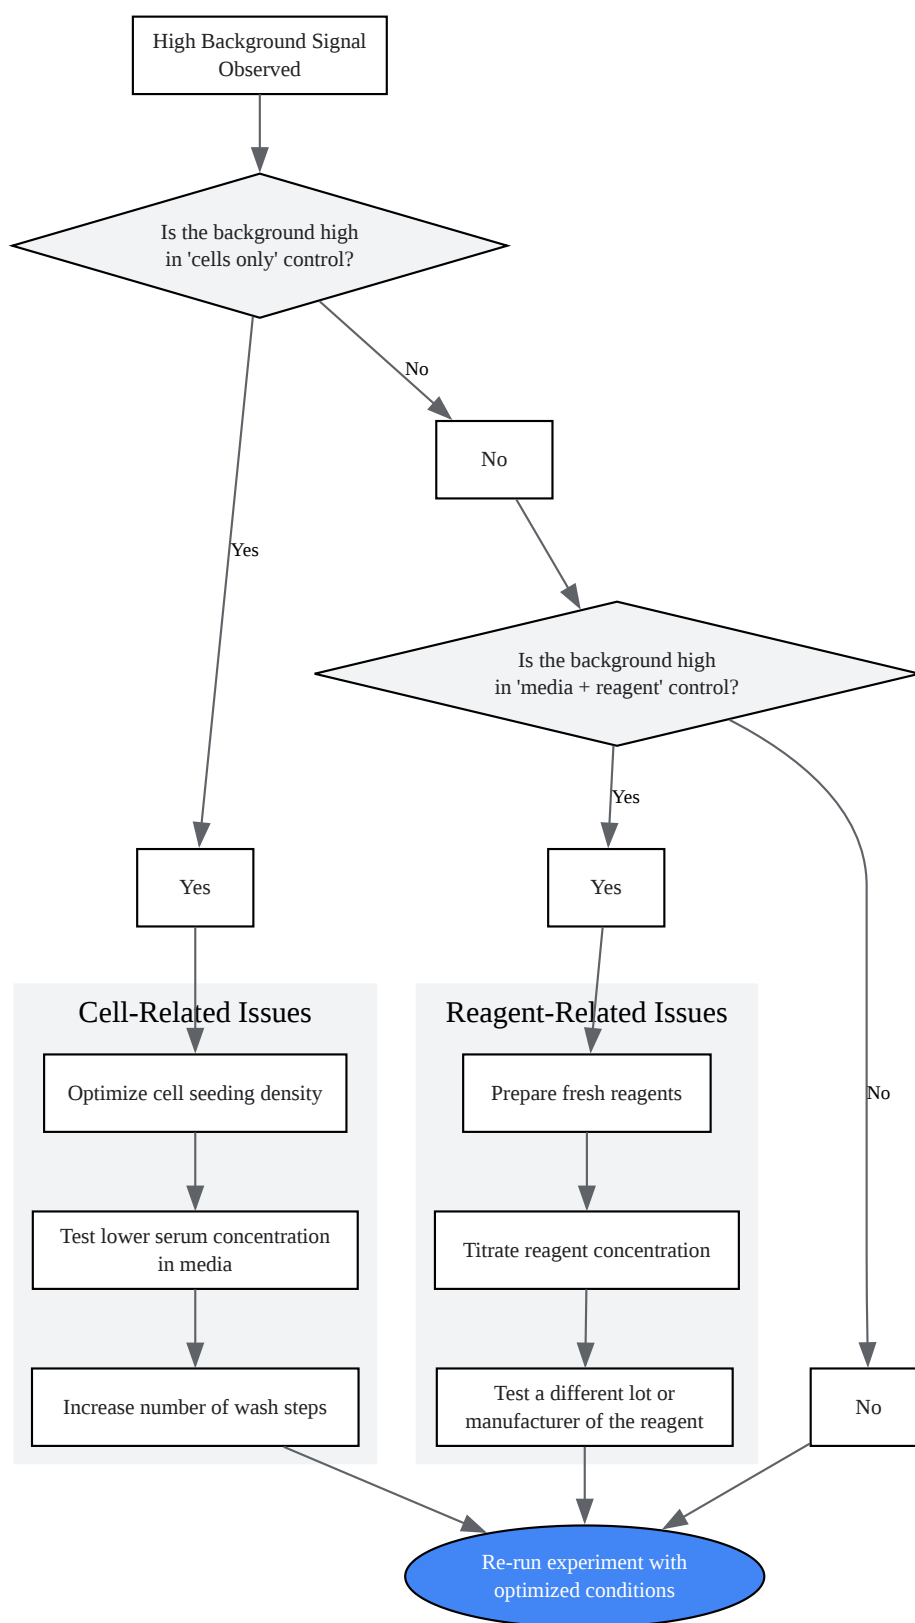 High Background Signal
Observed
Is the background high
in 'cells only' control?
No
No
Yes
Is the background high
in 'media + reagent' control?
Yes
Yes
Yes
Cell-Related Issues
Reagent-Related Issues
Optimize cell seeding density
Prepare fresh reagents
No
Test lower serum concentration
in media
Titrate reagent concentration
Increase number of wash steps
Test a different lot or
manufacturer of the reagent
No
Re-run experiment with
optimized conditions